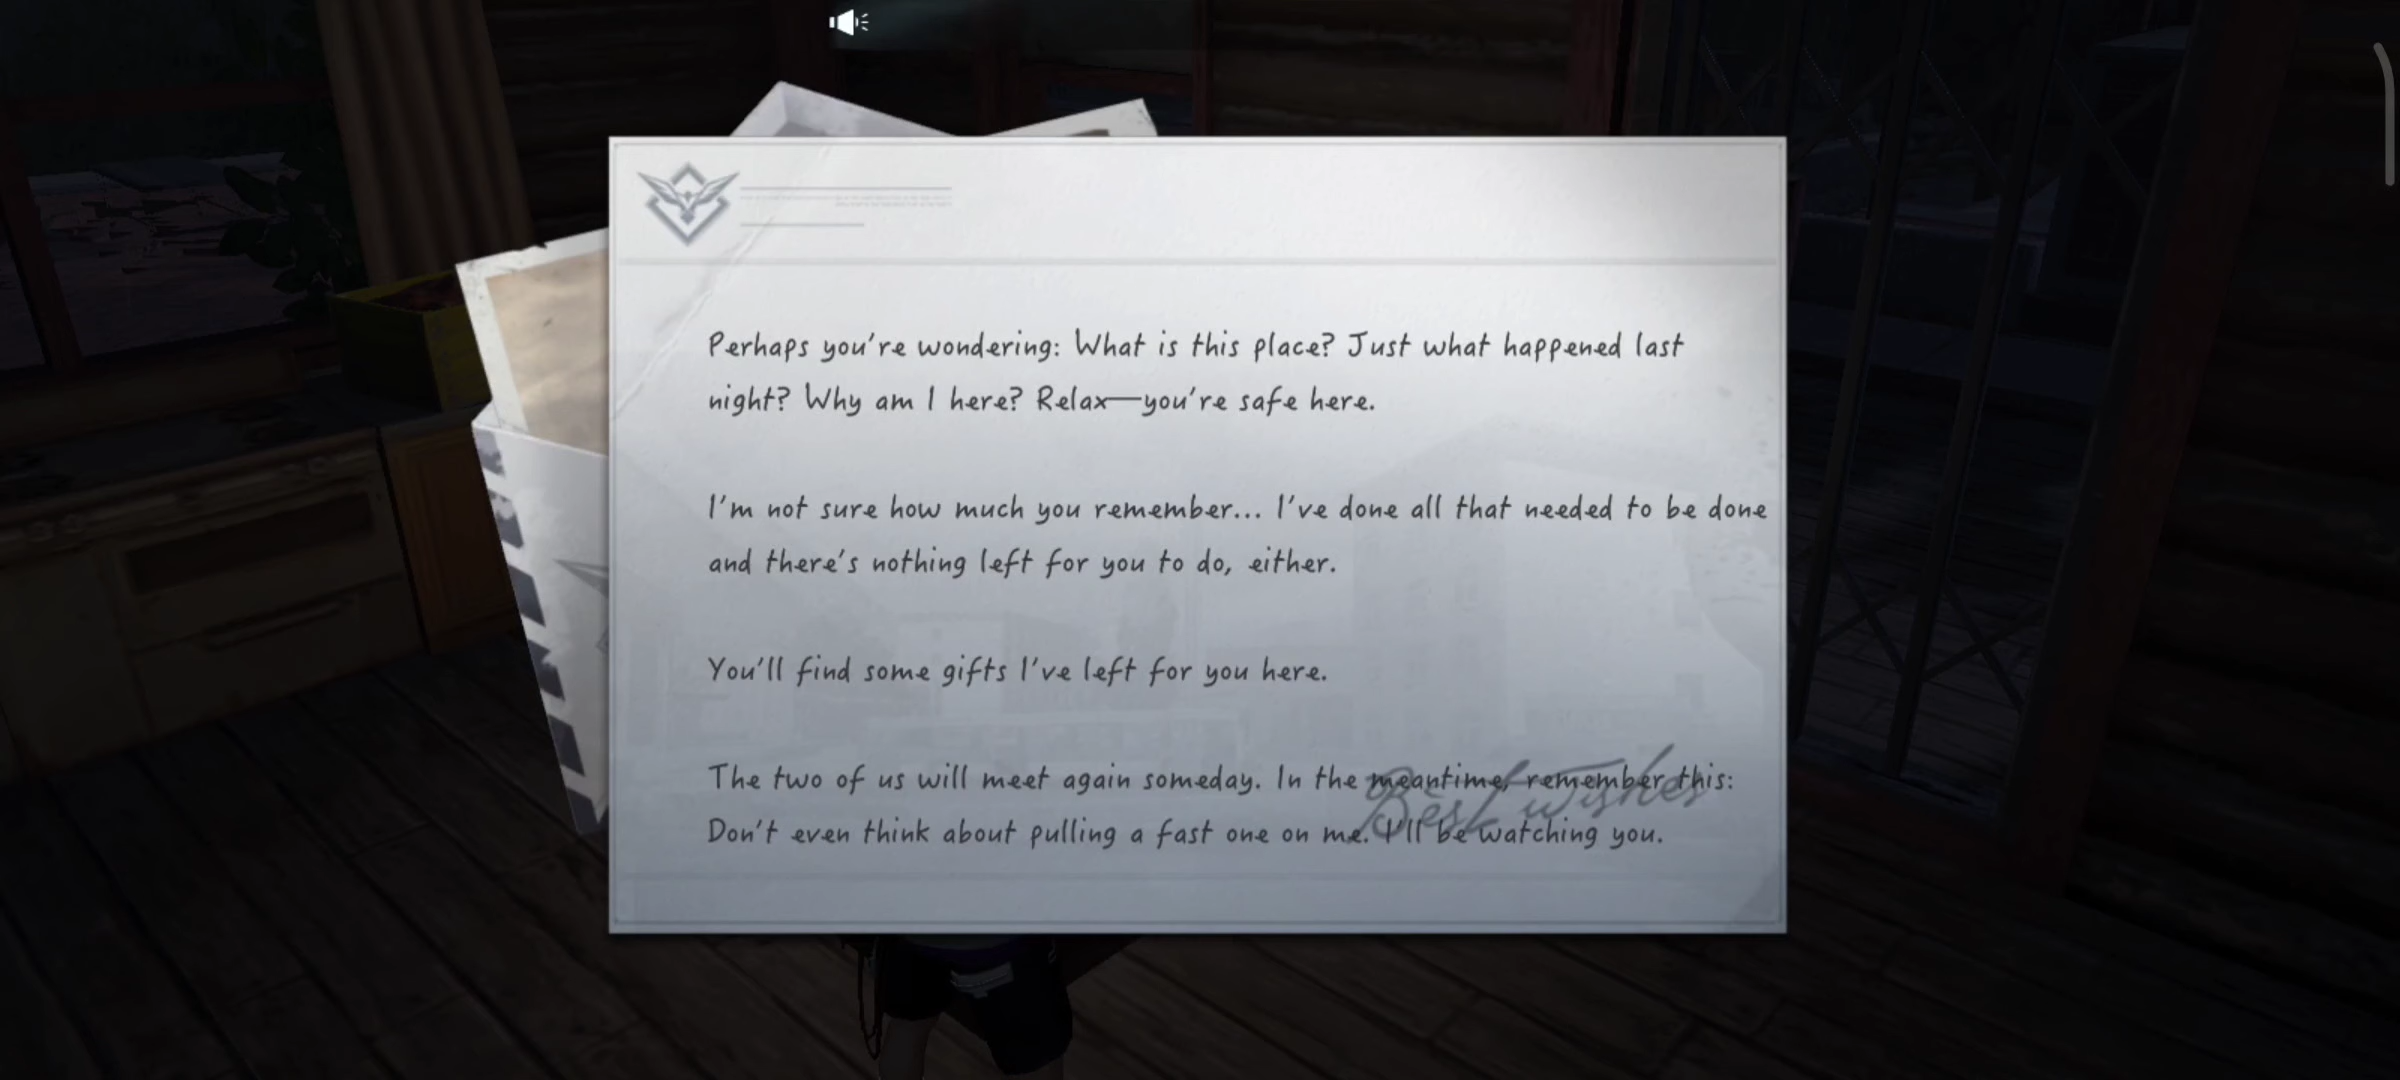 Perhaps you're wondering: What is this place? Just what happened last
night? Why am I here? Relax—you're safe here.
I'm not sure how much you remember... I've done all that needed to be done
and there's nothing left for you to do, either.
You'll find some gifts I've left for you here.
The two of us will meet again someday. In the meantime, remember this:
Don't even think about pulling a fast one on me. I'll be watching you.
Best wishes